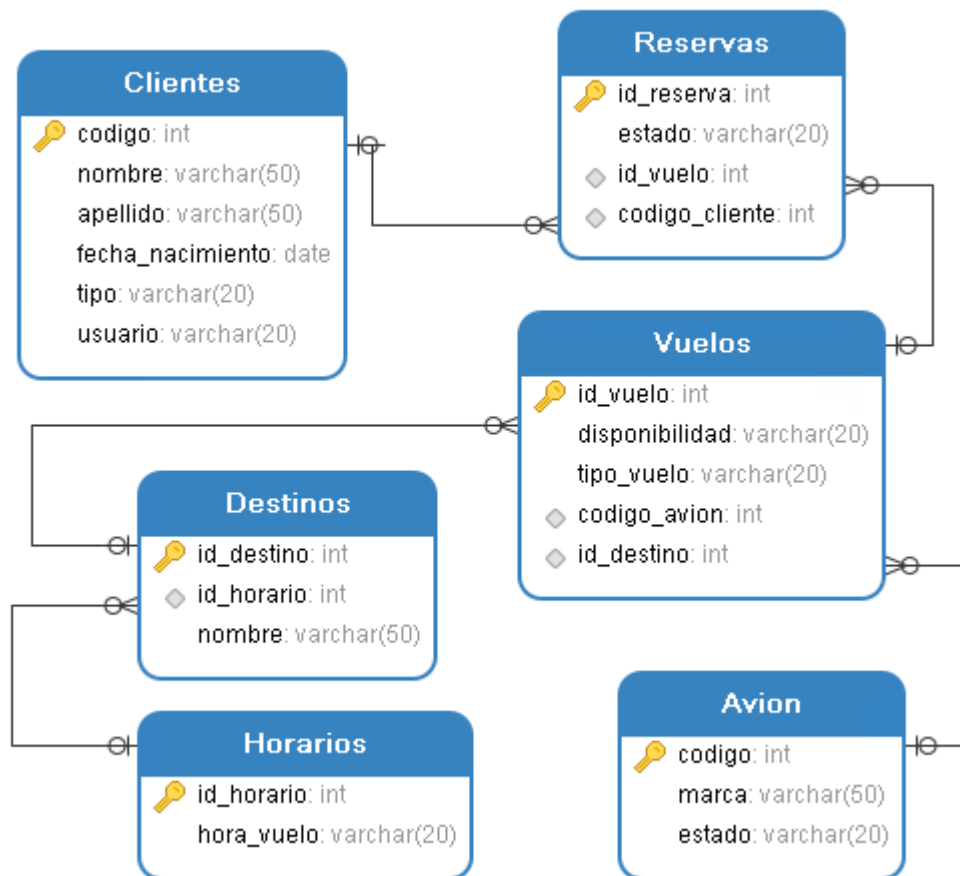 Clientes
codigo: int
nombre: varchar(50)
apellido: varchar(50)
fecha_nacimiento: date
tipo: varchar(20)
usuario: varchar(20)
Reservas
id_reserva: int
estado: varchar(20)
id_vuelo: int
codigo_cliente: int
Vuelos
id_vuelo: int
disponibilidad: varchar(20)
tipo_vuelo: varchar(20)
codigo_avion: int
id_destino: int
Destinos
id_destino: int
id_horario: int
nombre: varchar(50)
Horarios
id_horario: int
hora_vuelo: varchar(20)
Avion
codigo: int
marca: varchar(50)
estado: varchar(20)